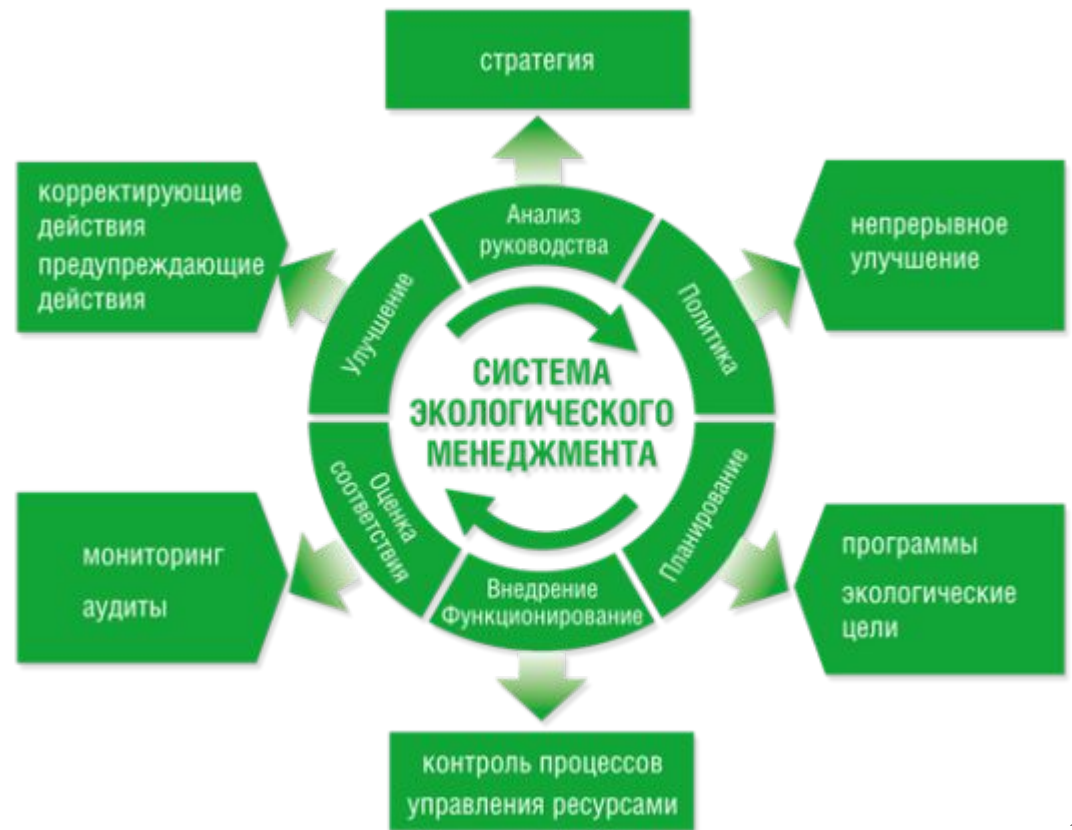 стратегия
корректирующие
действия
предупреждающие
действия
Анализ
руководства
непрерывное
улучшение
Улучшение
Политика
СИСТЕМА
ЭКОЛОГИЧЕСКОГО
МЕНЕДЖМЕНТА
Оценка
соответствия
Планирование
Внедрение
Функционирование
мониторинг
аудиты
программы
экологические
цели
контроль процессов
управления ресурсами